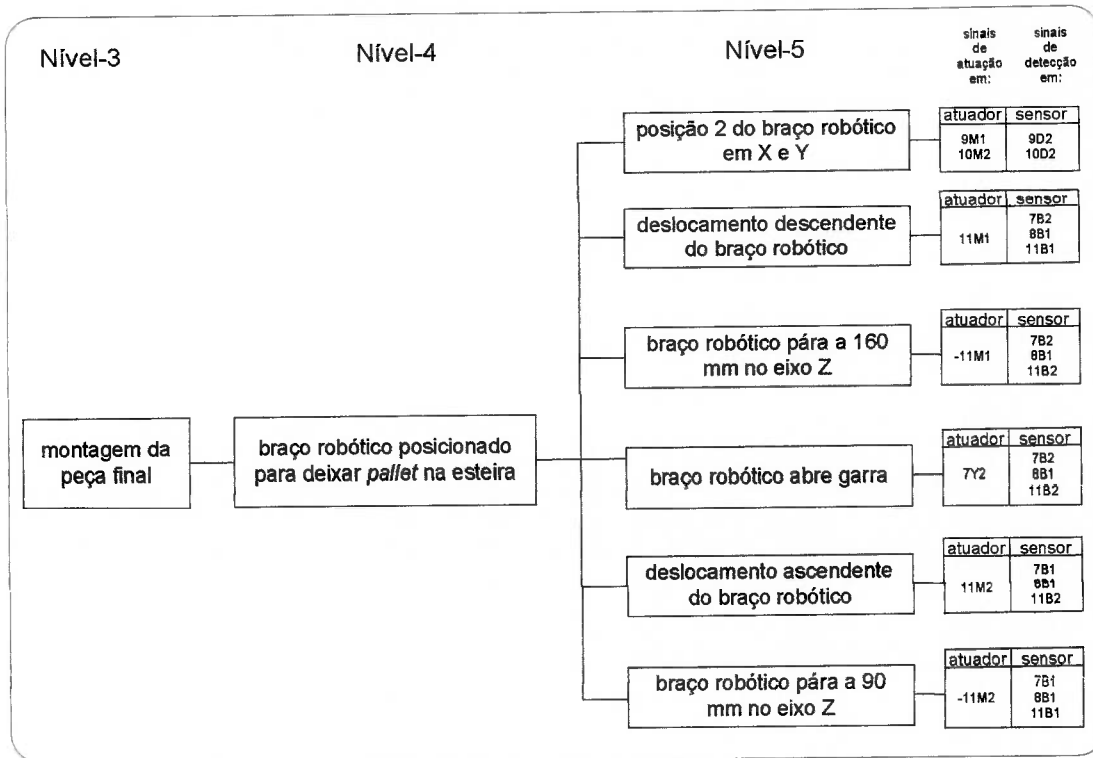 Nível-3
Nível-4
Nível-5
sinais
de
atuação
em:
sinais
de
detecção
em:
posição 2 do braço robótico
em X e Y
atuador sensor
9M1 9D2
10M2 10D2
deslocamento descendente
do braço robótico
atuador sensor
11M1
7B2
8B1
11B1
braço robótico pára a 160
mm no eixo Z
atuador sensor
-11M1
7B2
8B1
11B2
montagem da
peça final
braço robótico posicionado
para deixar pallet na esteira
braço robótico abre garra
atuador sensor
7Y2
7B2
8B1
11B2
deslocamento ascendente
do braço robótico
atuador sensor
11M2
7B1
8B1
11B2
braço robótico pára a 90
mm no eixo Z
atuador sensor
-11M2
7B1
8B1
11B1